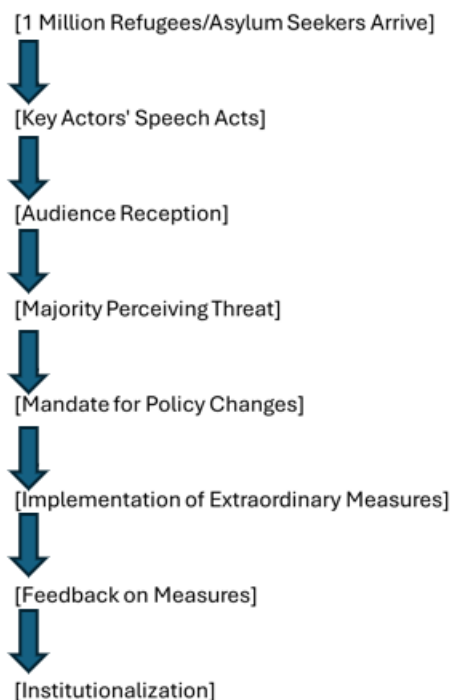 [1 Million Refugees/Asylum Seekers Arrive]
[Key Actors' Speech Acts]
[Audience Reception]
[Majority Perceiving Threat]
[Mandate for Policy Changes]
[Implementation of Extraordinary Measures]
[Feedback on Measures]
[Institutionalization]